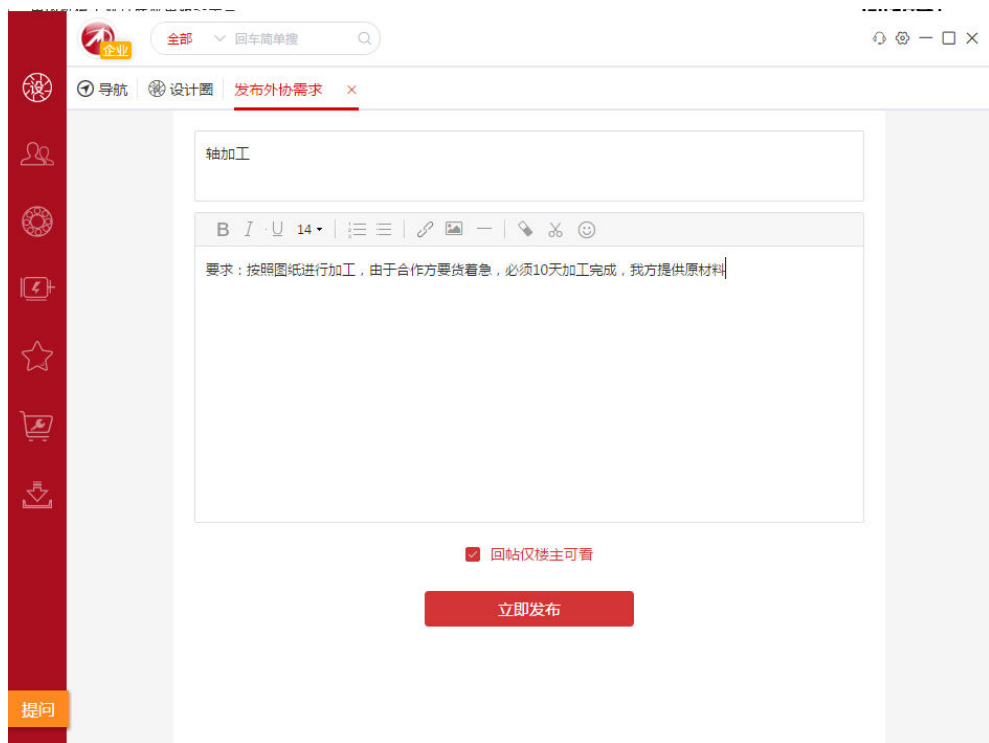 企业
全部 回车简单搜
导航 设计圈 发布外协需求
轴加工
B I U 14
要求：按照图纸进行加工，由于合作方要货着急，必须10天加工完成，我方提供原材料
回帖仅楼主可看
立即发布
提问